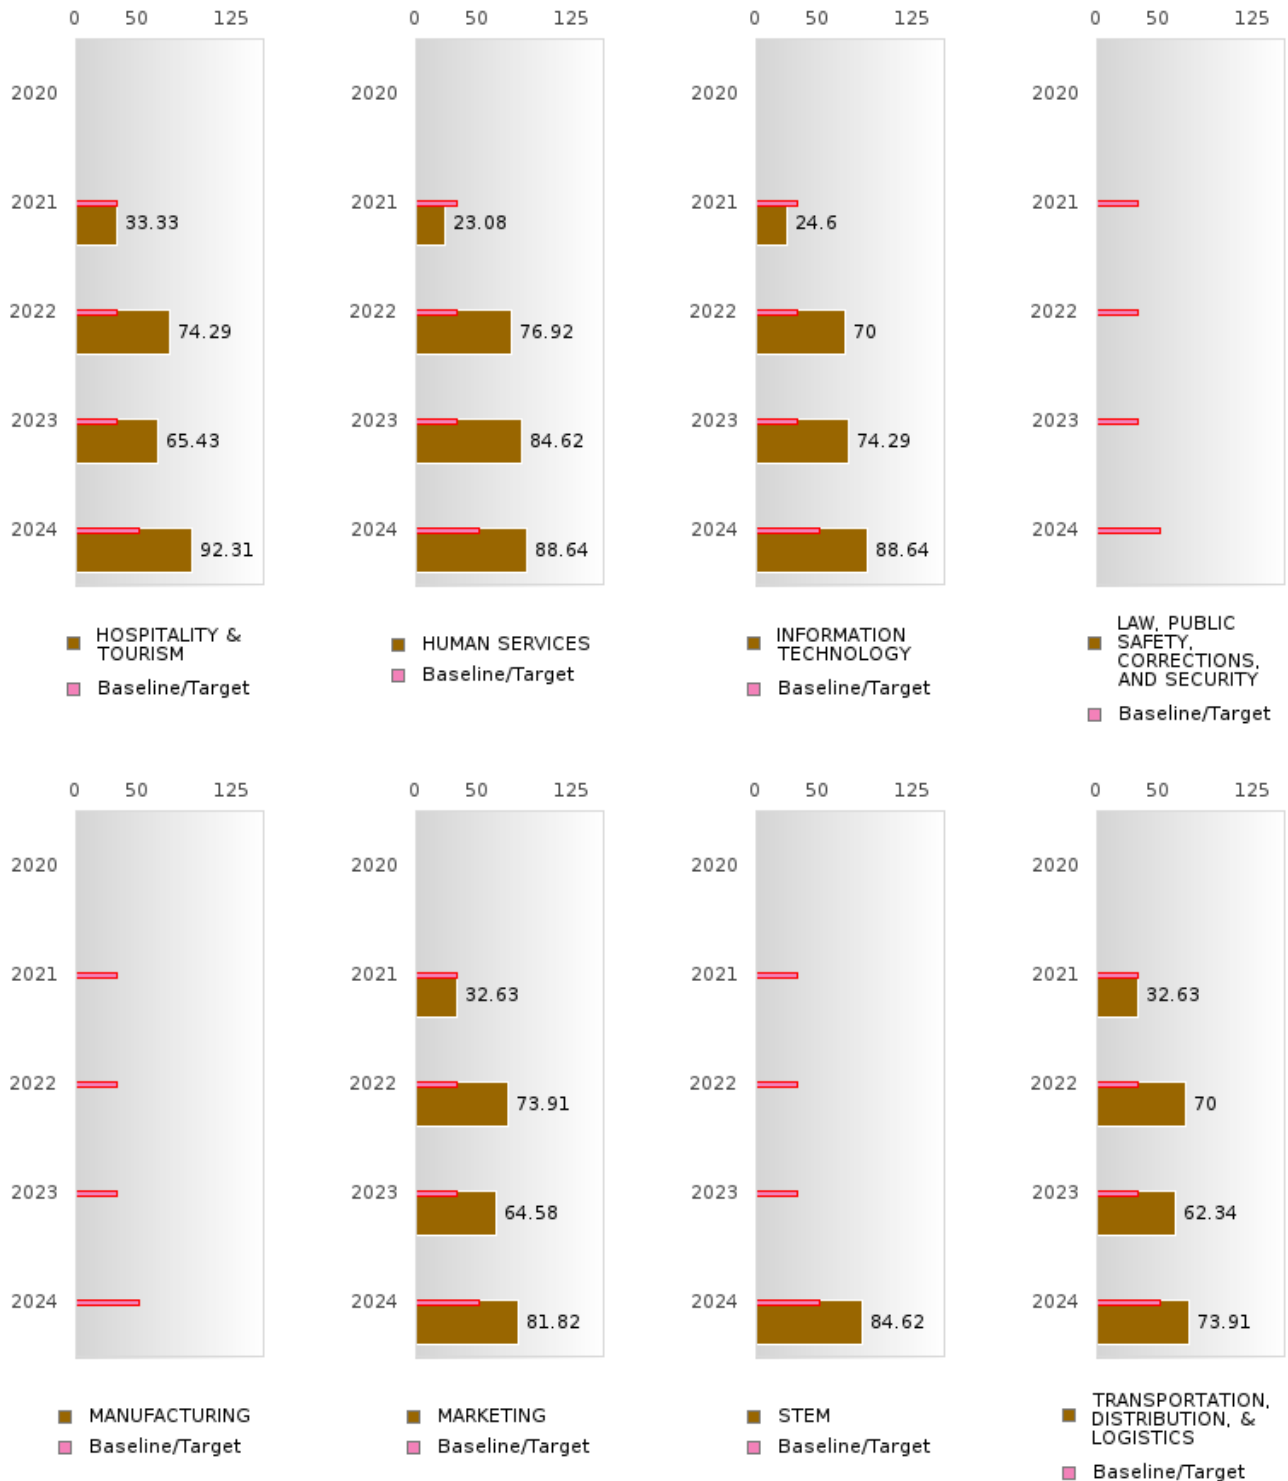 0 50 125 0 50 125 0 50 125 0 50 125
2020 2020 2020 2020
2021 2021 2021 2021
33.33 23.08 24.6
2022 2022 2022 2022
74.29 76.92 70
2023 2023 2023 2023
65.43 84.62 74.29
2024 2024 2024 2024
92.31 88.64 88.64
HOSPITALITY &
TOURISM
Baseline/Target
HUMAN SERVICES
Baseline/Target
INFORMATION
TECHNOLOGY
Baseline/Target
LAW, PUBLIC
SAFETY,
CORRECTIONS,
AND SECURITY
Baseline/Target
0 50 125 0 50 125 0 50 125 0 50 125
2020 2020 2020 2020
2021 2021 2021 2021
32.63 32.63
2022 2022 2022 2022
73.91 70
2023 2023 2023 2023
64.58 62.34
2024 2024 2024 2024
81.82 84.62 73.91
MANUFACTURING
Baseline/Target
MARKETING
Baseline/Target
STEM
Baseline/Target
TRANSPORTATION,
DISTRIBUTION, &
LOGISTICS
Baseline/Target